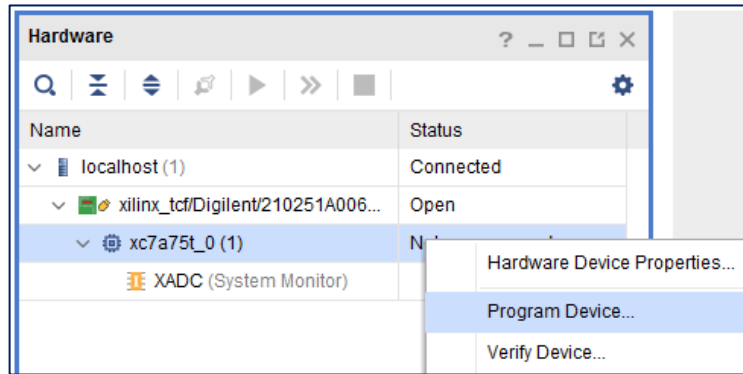 Hardware
Name Status
localhost (1) Connected
xilinx_tcf/Digilent/210251A006... Open
xc7a75t_0 (1)
XADC (System Monitor)
Hardware Device Properties...
Program Device...
Verify Device...